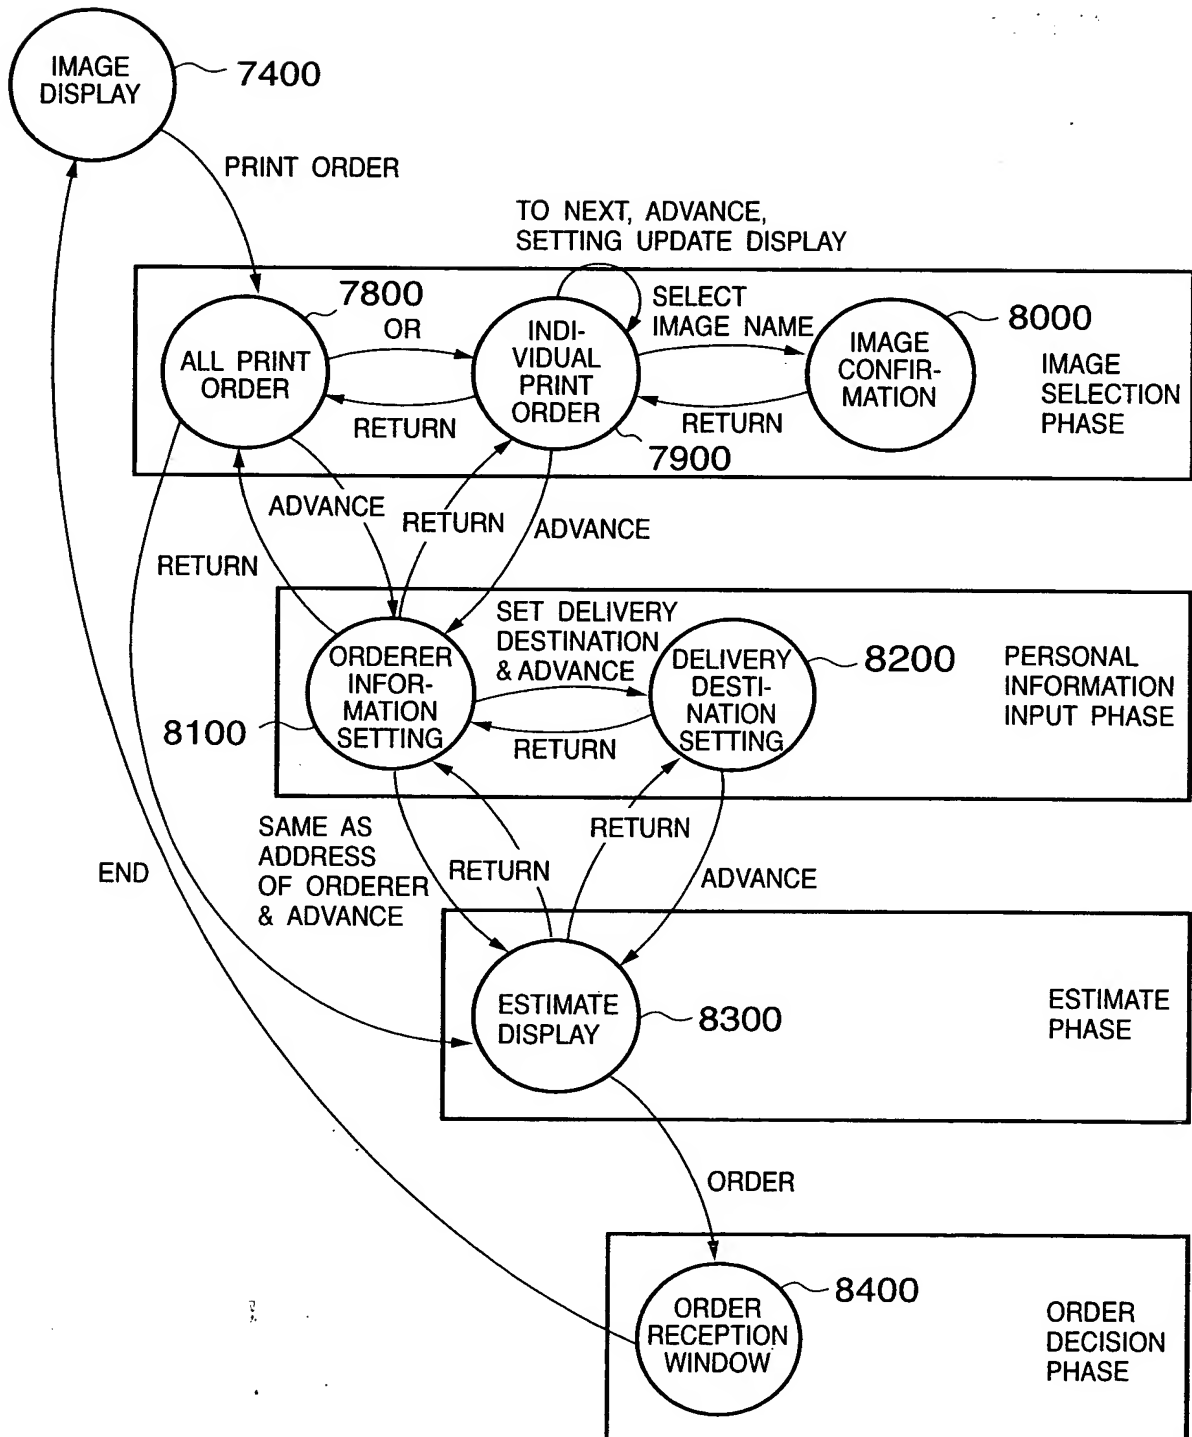 IMAGE
DISPLAY
7400
PRINT ORDER
TO NEXT, ADVANCE,
SETTING UPDATE DISPLAY
7800
OR
ALL PRINT
ORDER
RETURN
INDI-
VIDUAL
PRINT
ORDER
7900
SELECT
IMAGE NAME
RETURN
IMAGE
CONFIR-
MATION
8000
IMAGE
SELECTION
PHASE
ADVANCE
RETURN
RETURN
ADVANCE
ORDERER
INFOR-
MATION
SETTING
8100
SET DELIVERY
DESTINATION
& ADVANCE
RETURN
DELIVERY
DESTI-
NATION
SETTING
8200
PERSONAL
INFORMATION
INPUT PHASE
SAME AS
ADDRESS
OF ORDERER
& ADVANCE
RETURN
RETURN
ADVANCE
END
ESTIMATE
DISPLAY
8300
ESTIMATE
PHASE
ORDER
ORDER
RECEPTION
WINDOW
8400
ORDER
DECISION
PHASE